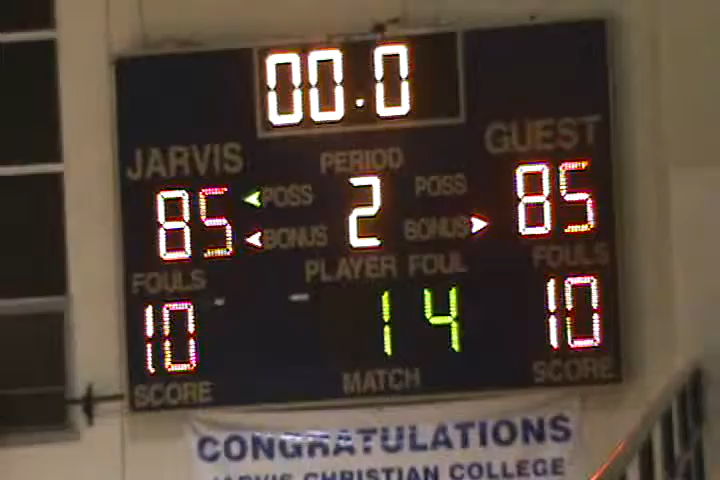 00.0
JARVIS PERIOD GUEST
85 POSS 2 POSS 85
BONUS BONUS
FOULS PLAYER FOUL FOULS
10 14 10
SCORE MATCH SCORE
CONGRATULATIONS
JARVIS CHRISTIAN COLLEGE